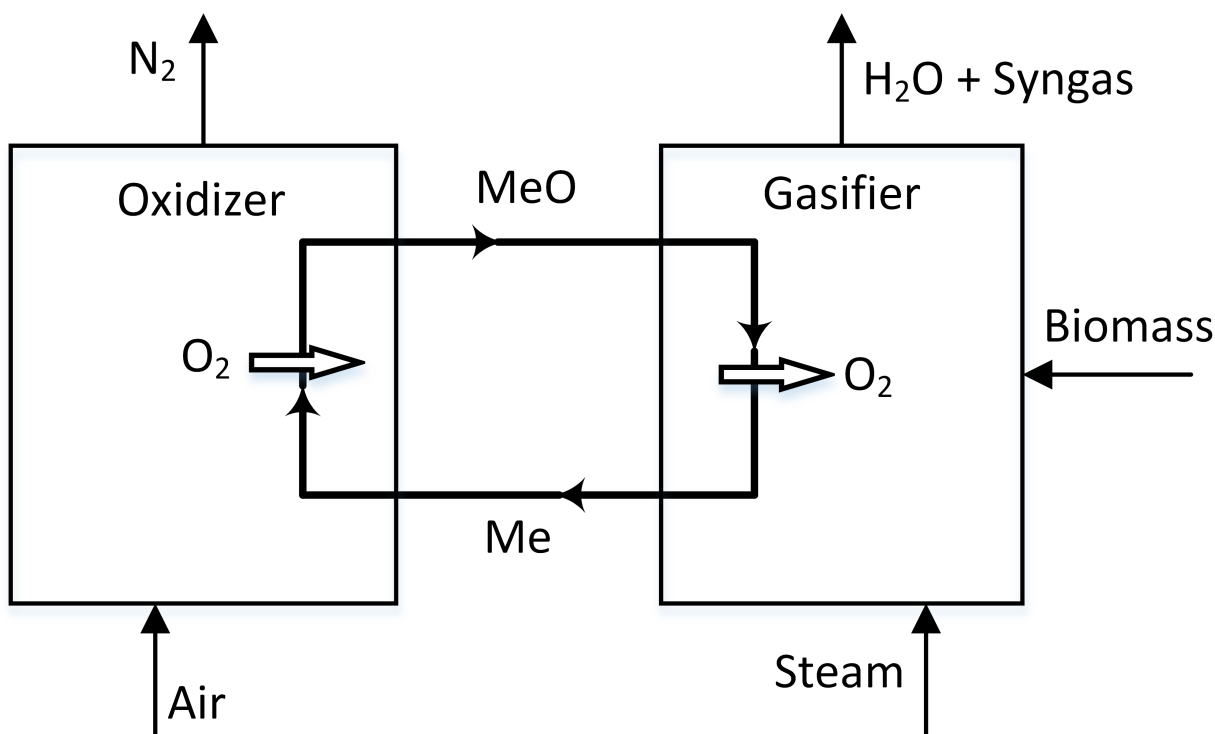 N₂
H₂O + Syngas
Oxidizer
MeO
Gasifier
O₂
O₂
Biomass
Me
Air
Steam